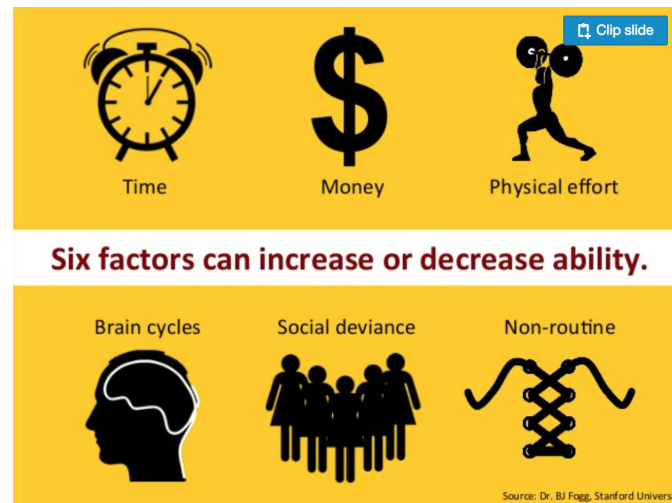 Clip slide
$
Time Money Physical effort
Six factors can increase or decrease ability.
Brain cycles Social deviance Non-routine
Source: Dr. BJ Fogg, Stanford Univers